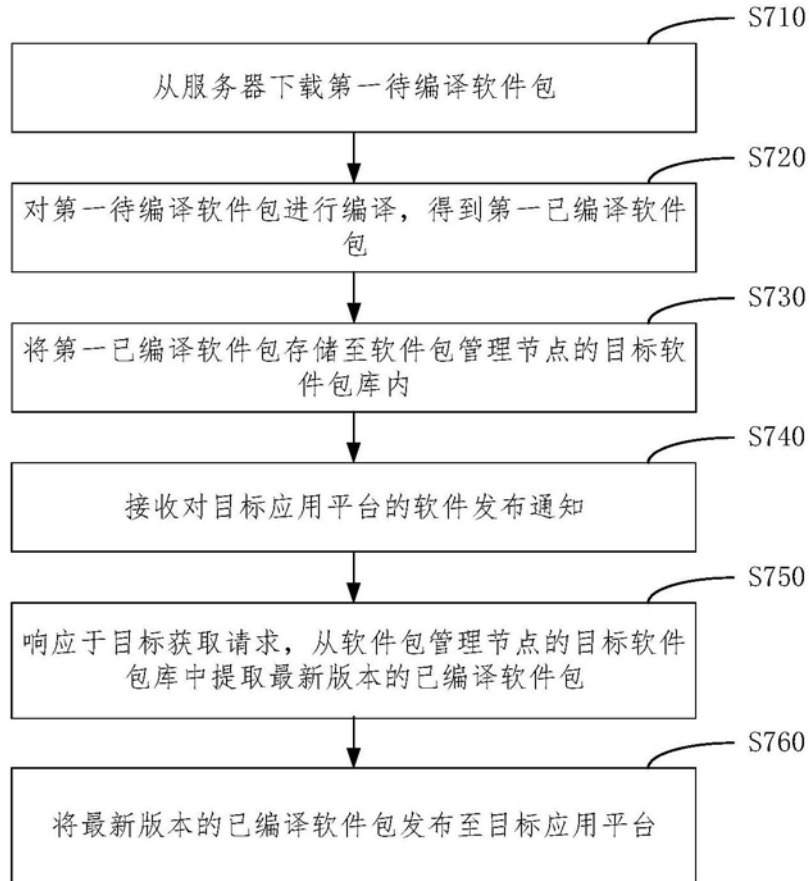 S710
从服务器下载第一待编译软件包
S720
对第一待编译软件包进行编译，得到第一已编译软件
包
S730
将第一已编译软件包存储至软件包管理节点的目标软
件包库内
S740
接收对目标应用平台的软件发布通知
S750
响应于目标获取请求，从软件包管理节点的目标软件
包库中提取最新版本的已编译软件包
S760
将最新版本的已编译软件包发布至目标应用平台